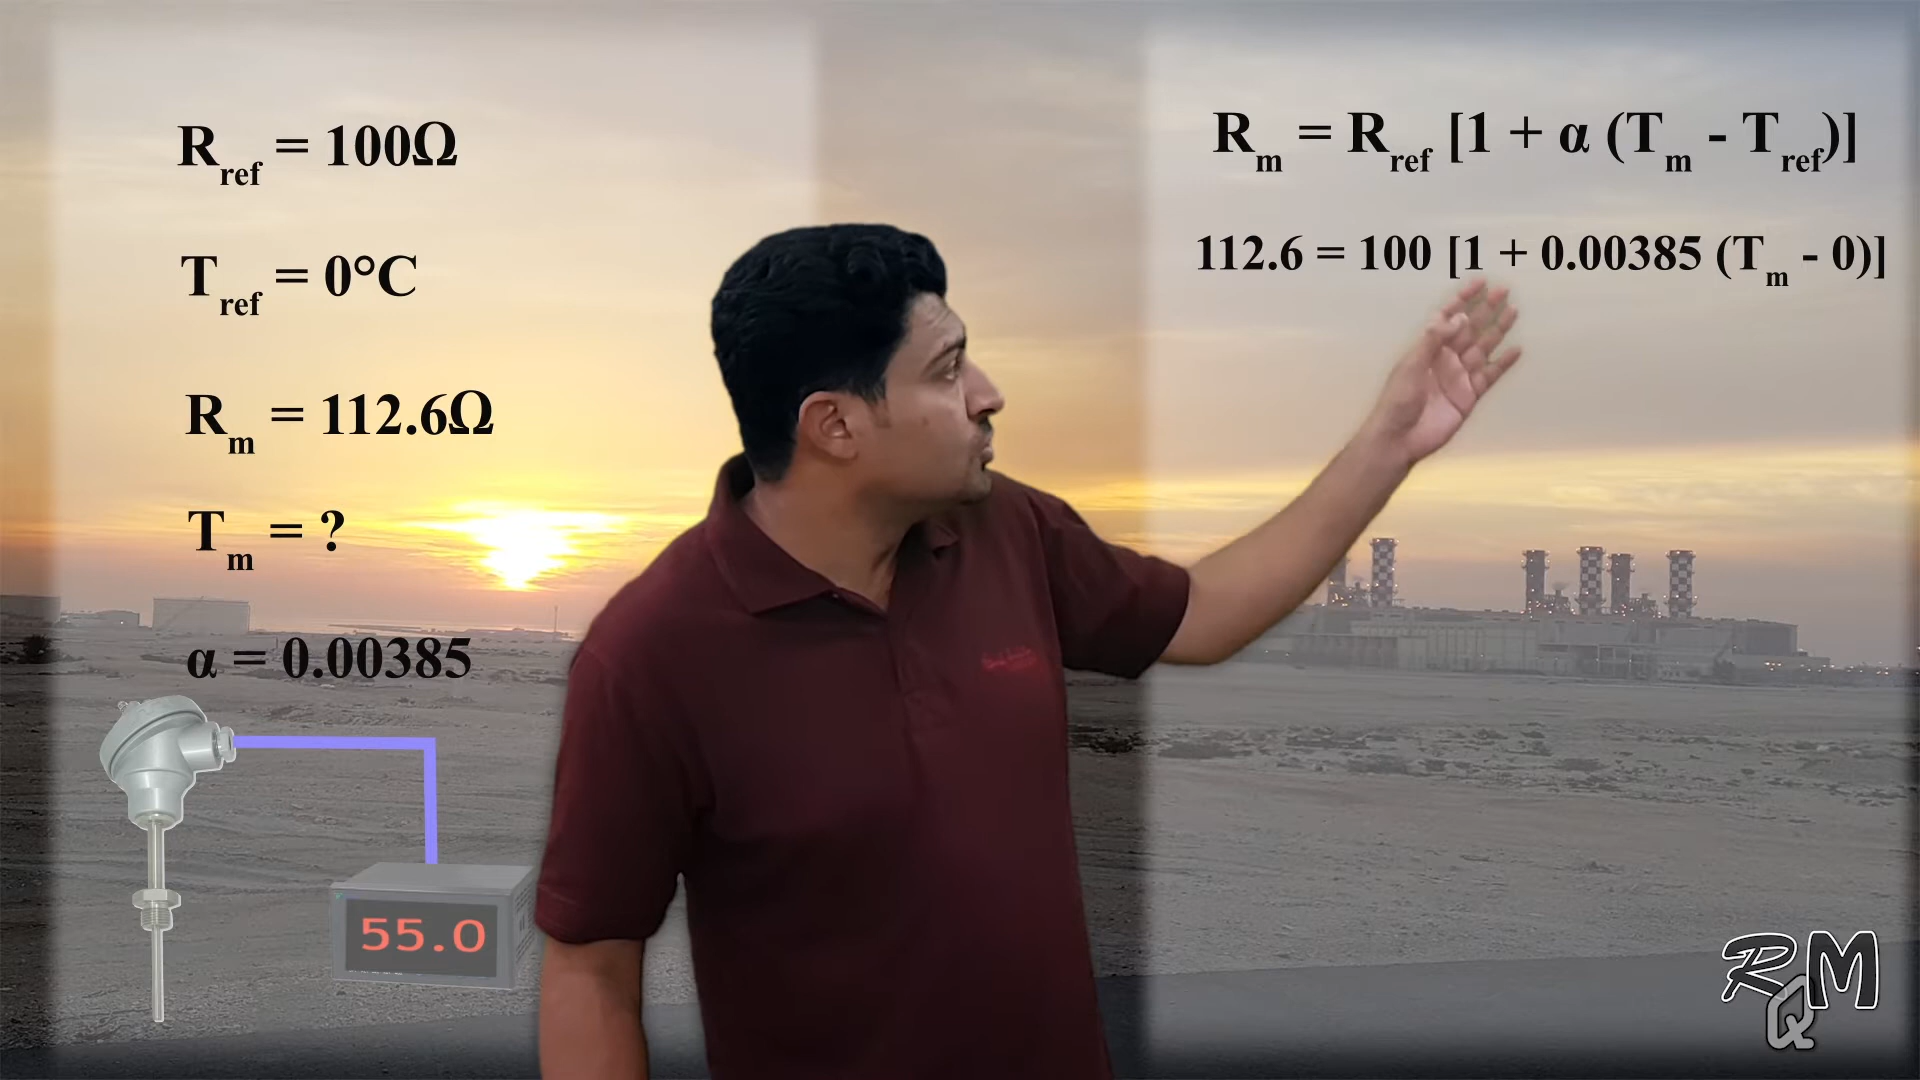 R_ref = 100Ω
T_ref = 0°C
R_m = 112.6Ω
T_m = ?
α = 0.00385
55.0
R_m = R_ref [1 + α (T_m - T_ref)]
112.6 = 100 [1 + 0.00385 (T_m - 0)]
RQM